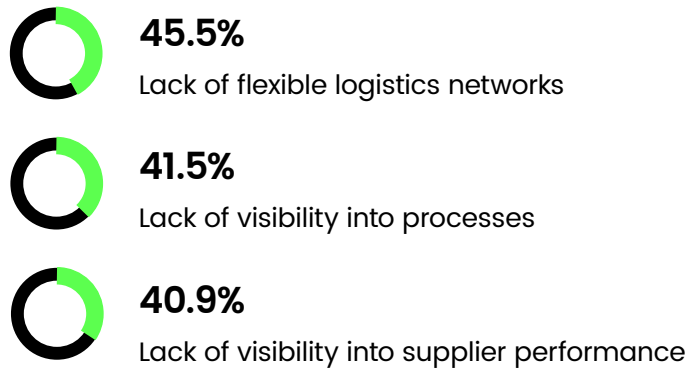 45.5%
Lack of flexible logistics networks
41.5%
Lack of visibility into processes
40.9%
Lack of visibility into supplier performance